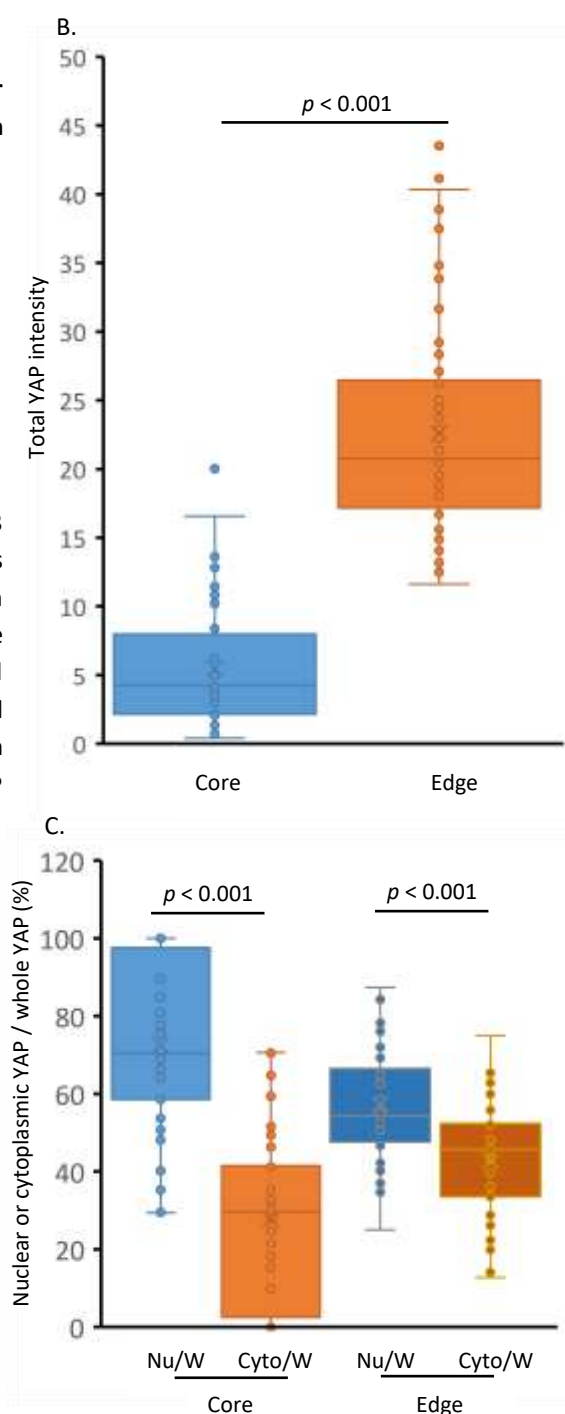 B.
50
45
40
35
30
25
20
15
10
5
0
Total YAP intensity
p < 0.001
Core Edge
C.
120
100
80
60
40
20
0
Nuclear or cytoplasmic YAP / whole YAP (%)
p < 0.001 p < 0.001
Nu/W Cyto/W Nu/W Cyto/W
Core Edge